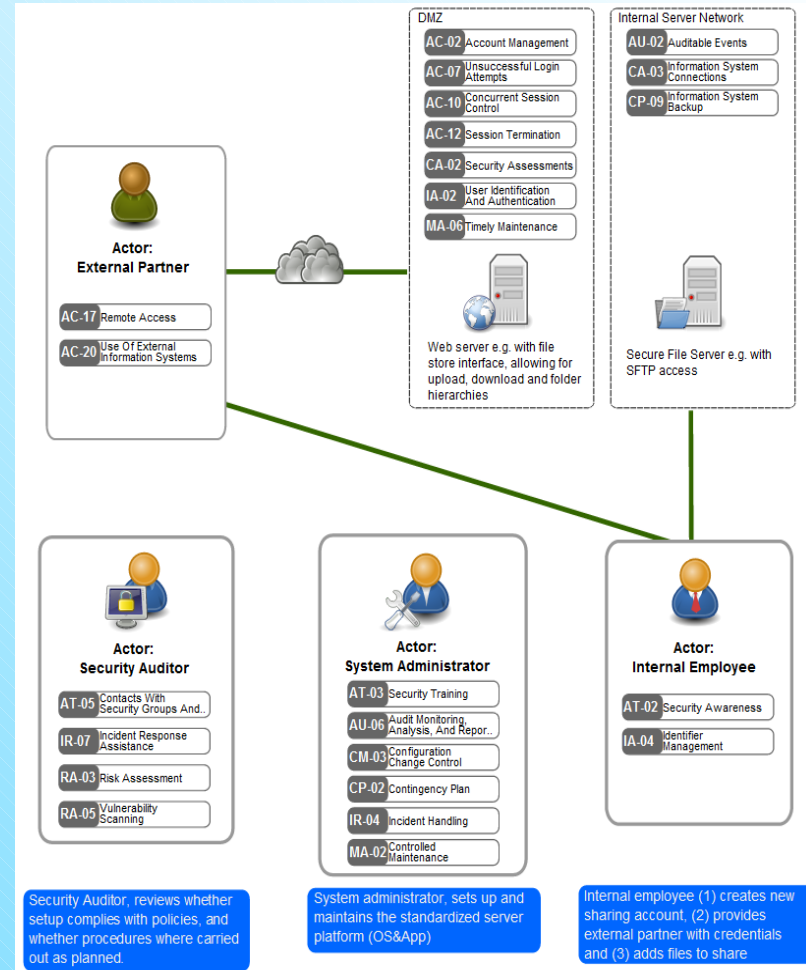 DMZ
AC-02 Account Management
AC-07 Unsuccessful Login
Attempts
AC-10 Concurrent Session
Control
AC-12 Session Termination
CA-02 Security Assessments
IA-02 User Identification
And Authentication
MA-06 Timely Maintenance
Web server e.g. with file
store interface, allowing for
upload, download and folder
hierarchies
Internal Server Network
AU-02 Auditable Events
CA-03 Information System
Connections
CP-09 Information System
Backup
Secure File Server e.g. with
SFTP access
Actor:
External Partner
AC-17 Remote Access
AC-20 Use Of External
Information Systems
Actor:
Security Auditor
AT-05 Contacts With
Security Groups And..
IR-07 Incident Response
Assistance
RA-03 Risk Assessment
RA-05 Vulnerability
Scanning
Actor:
System Administrator
AT-03 Security Training
AU-06 Audit Monitoring,
Analysis, And Repor..
CM-03 Configuration
Change Control
CP-02 Contingency Plan
IR-04 Incident Handling
MA-02 Controlled
Maintenance
Actor:
Internal Employee
AT-02 Security Awareness
IA-04 Identifier
Management
Security Auditor, reviews whether
setup complies with policies, and
whether procedures where carried
out as planned.
System administrator, sets up and
maintains the standardized server
platform (OS&App)
Internal employee (1) creates new
sharing account, (2) provides
external partner with credentials
and (3) adds files to share